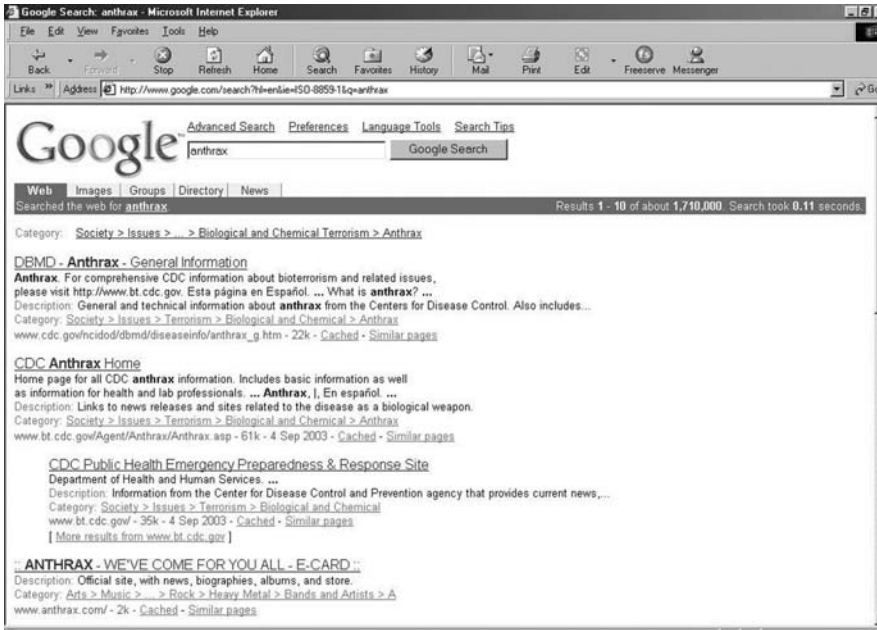 Google Search: anthrax - Microsoft Internet Explorer
File Edit View Favorites Tools Help
Back Forward Stop Refresh Home Search Favorites History Mail Print Edit Freeserve Messenger
Links » Address http://www.google.com/search?hl=en&ie=ISO-8859-1&q=anthrax
Advanced Search Preferences Language Tools Search Tips
Google
anthrax Google Search
Web Images Groups Directory News
Searched the web for anthrax. Results 1 - 10 of about 1,710,000. Search took 0.11 seconds.
Category: Society > Issues > ... > Biological and Chemical Terrorism > Anthrax
DBMD - Anthrax - General Information
Anthrax. For comprehensive CDC information about bioterrorism and related issues,
please visit http://www.bt.cdc.gov. Esta página en Español. ... What is anthrax? ...
Description: General and technical information about anthrax from the Centers for Disease Control. Also includes...
Category: Society > Issues > Terrorism > Biological and Chemical > Anthrax
www.cdc.gov/ncidod/dbmd/diseaseinfo/anthrax_g.htm - 22k - Cached - Similar pages
CDC Anthrax Home
Home page for all CDC anthrax information. Includes basic information as well
as information for health and lab professionals. ... Anthrax, |, En español. ...
Description: Links to news releases and sites related to the disease as a biological weapon.
Category: Society > Issues > Terrorism > Biological and Chemical > Anthrax
www.bt.cdc.gov/Agent/Anthrax/Anthrax.asp - 61k - 4 Sep 2003 - Cached - Similar pages
CDC Public Health Emergency Preparedness & Response Site
Department of Health and Human Services. ...
Description: Information from the Center for Disease Control and Prevention agency that provides current news,...
Category: Society > Issues > Terrorism > Biological and Chemical
www.bt.cdc.gov/ - 35k - 4 Sep 2003 - Cached - Similar pages
[ More results from www.bt.cdc.gov ]
:: ANTHRAX - WE'VE COME FOR YOU ALL - E-CARD ::
Description: Official site, with news, biographies, albums, and store.
Category: Arts > Music > ... > Rock > Heavy Metal > Bands and Artists > A
www.anthrax.com/ - 2k - Cached - Similar pages